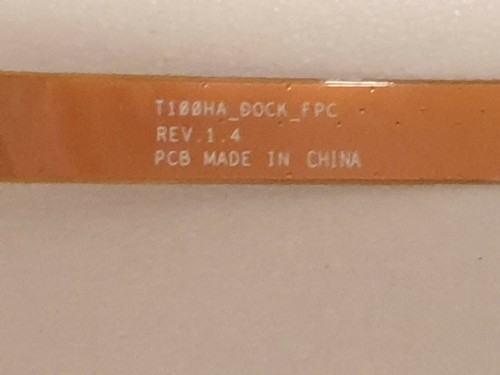 T100HA_DOCK_FPC
REV.1.4
PCB MADE IN CHINA